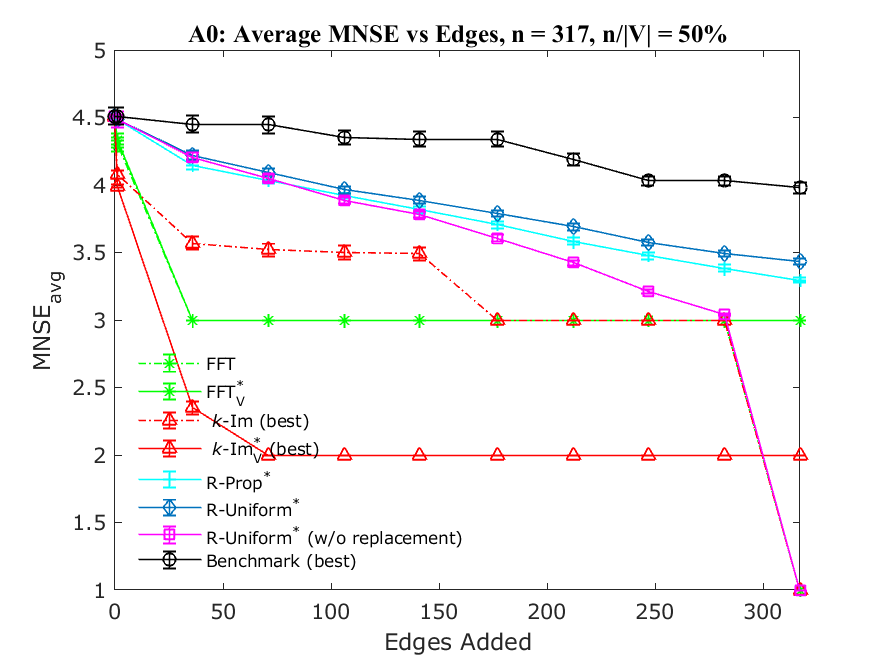 A0: Average MNSE vs Edges, n = 317, n/|V| = 50%
MNSE_avg
5
4.5
4
3.5
3
2.5
2
1.5
1
FFT
FFT*_V
k-Im (best)
k-Im*_V (best)
R-Prop*
R-Uniform*
R-Uniform* (w/o replacement)
Benchmark (best)
0 50 100 150 200 250 300
Edges Added